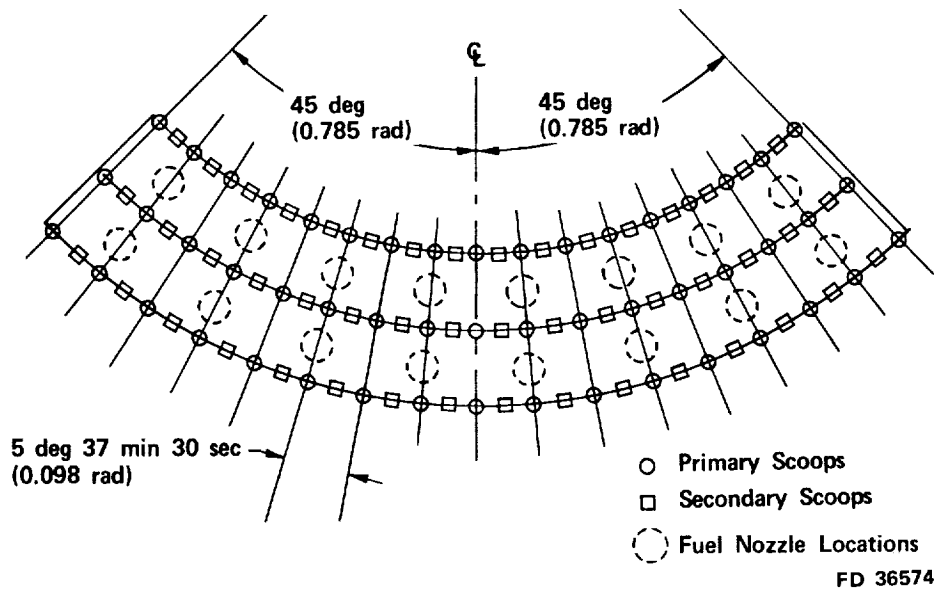 ℄
45 deg
(0.785 rad)
45 deg
(0.785 rad)
5 deg 37 min 30 sec
(0.098 rad)
Primary Scoops
Secondary Scoops
Fuel Nozzle Locations
FD 36574